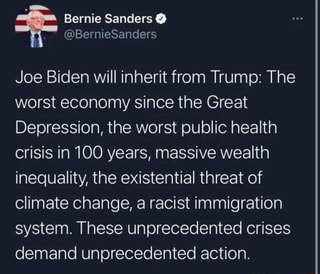 Bernie Sanders
@BernieSanders
Joe Biden will inherit from Trump: The
worst economy since the Great
Depression, the worst public health
crisis in 100 years, massive wealth
inequality, the existential threat of
climate change, a racist immigration
system. These unprecedented crises
demand unprecedented action.